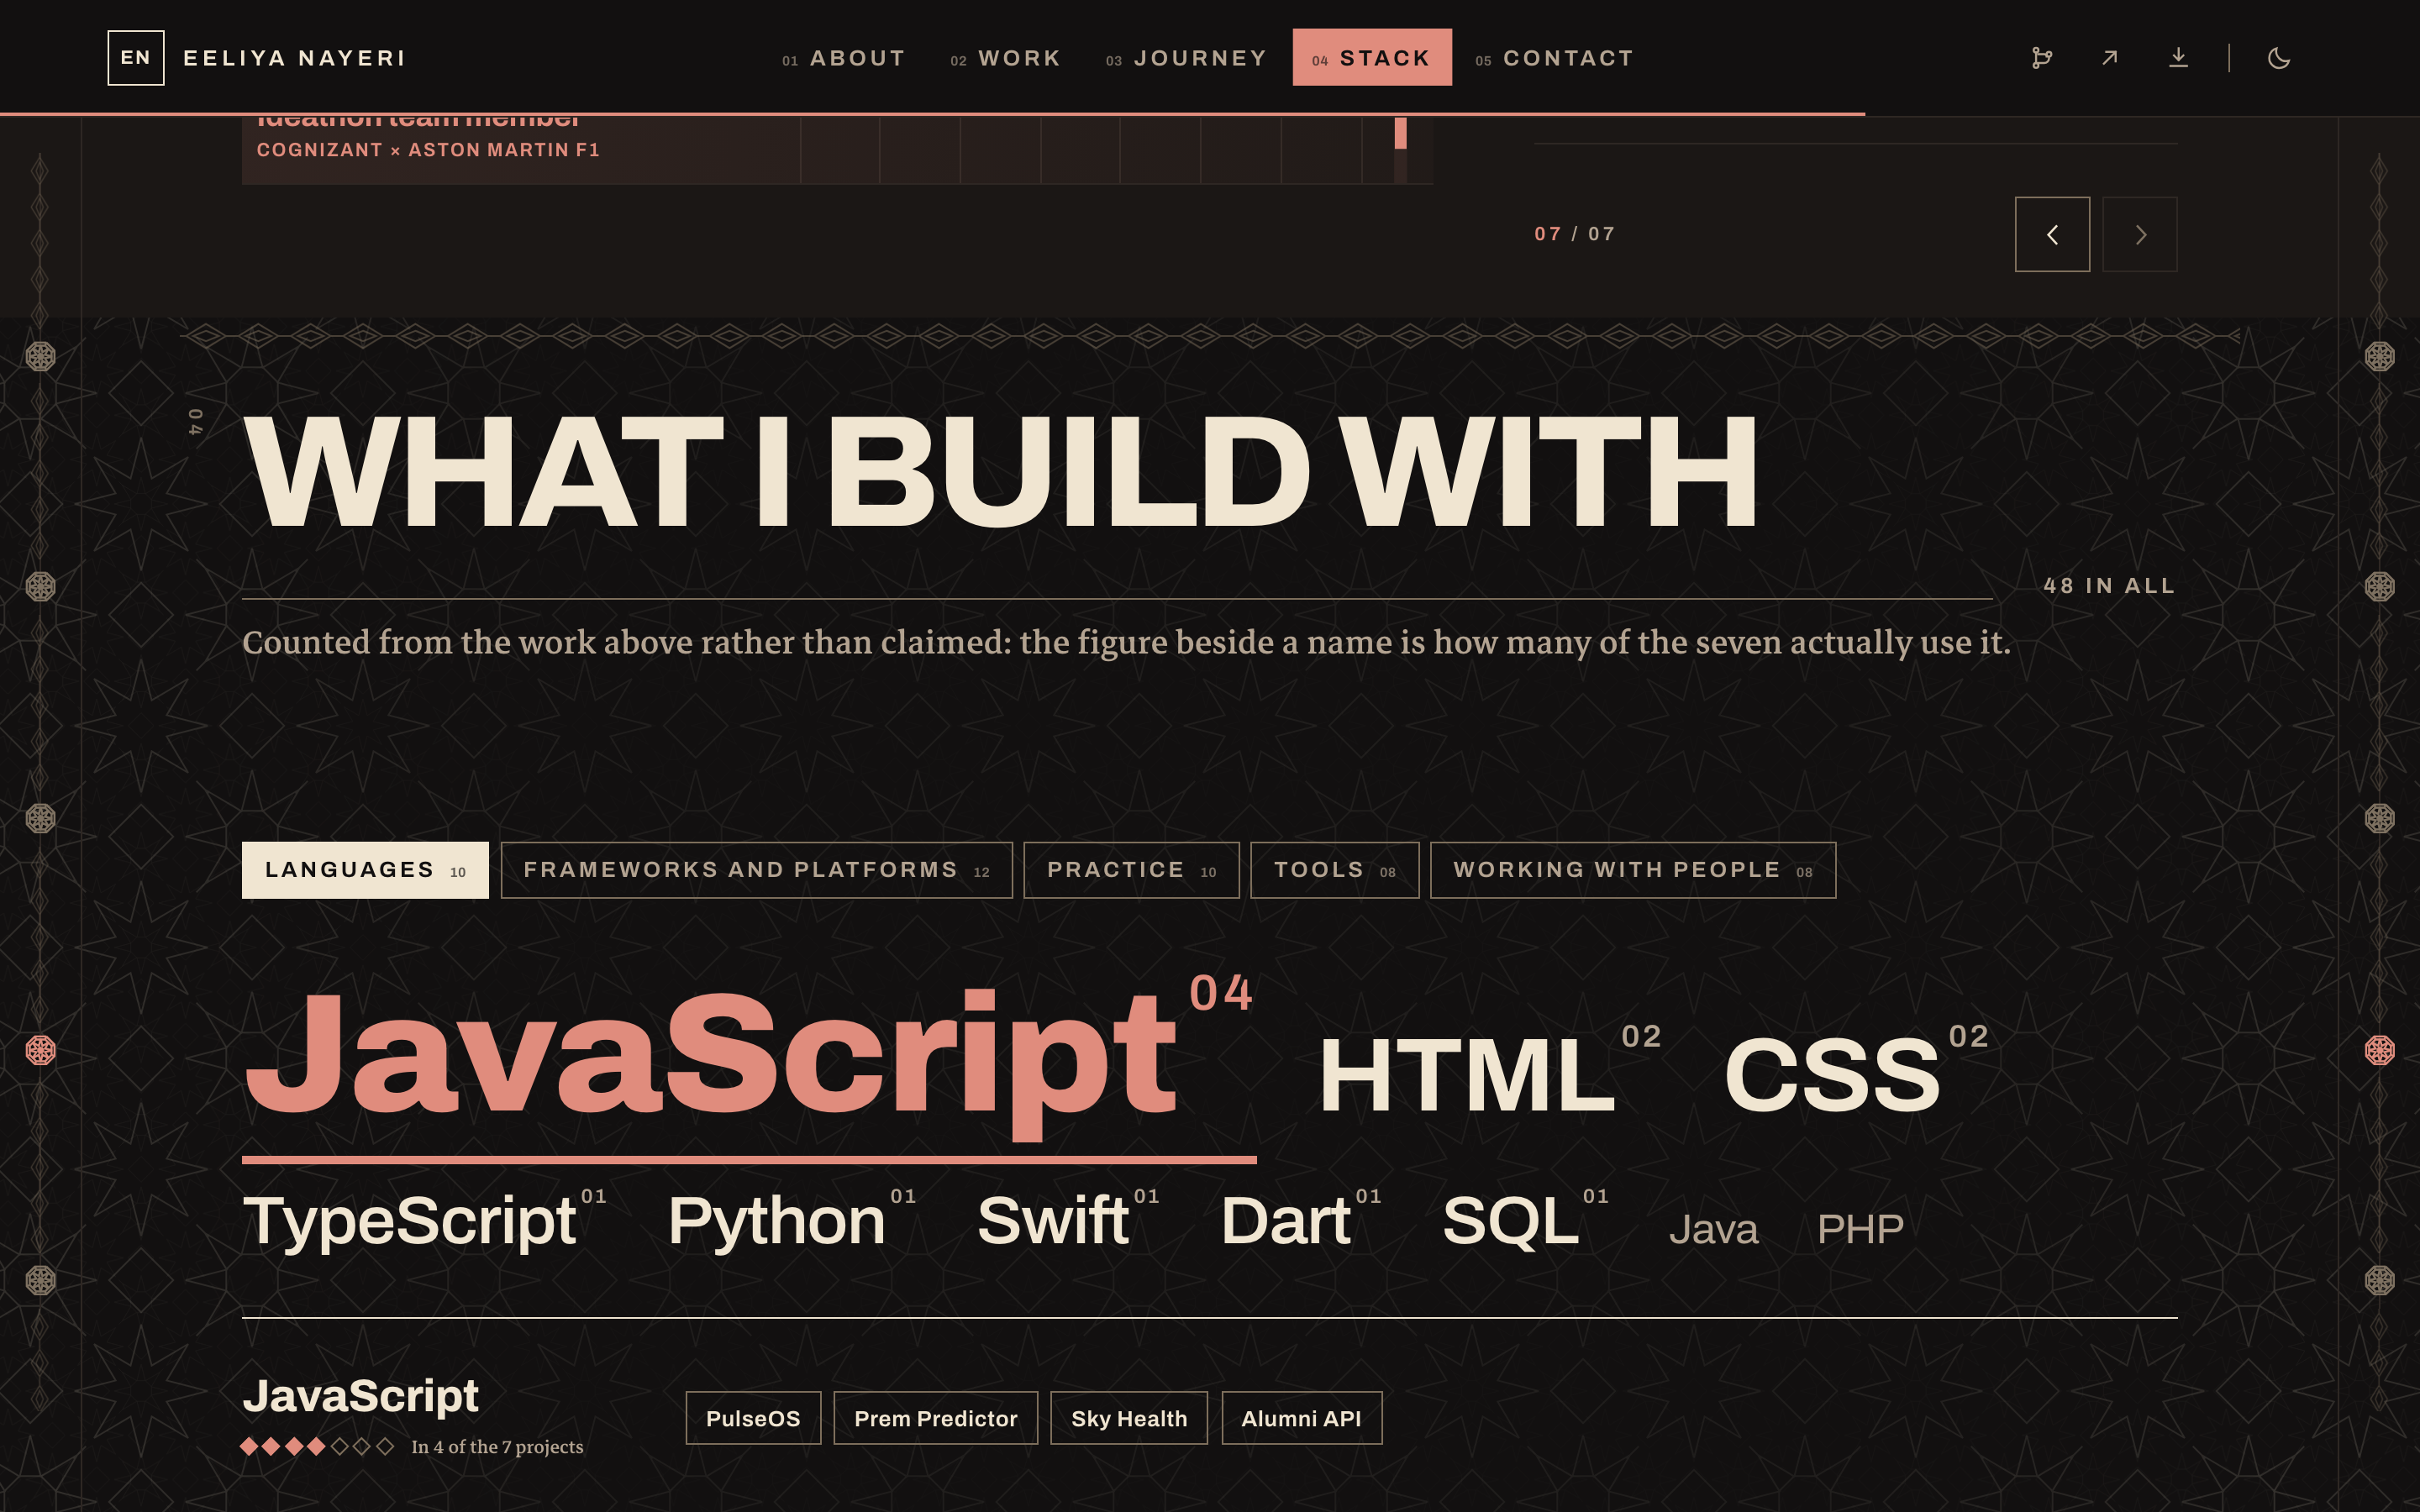 EN EELIYA NAYERI 01 ABOUT 02 WORK 03 JOURNEY 04 STACK 05 CONTACT
Ideathon team member
COGNIZANT × ASTON MARTIN F1
07 / 07
04
WHAT I BUILD WITH
48 IN ALL
Counted from the work above rather than claimed: the figure beside a name is how many of the seven actually use it.
LANGUAGES 10 FRAMEWORKS AND PLATFORMS 12 PRACTICE 10 TOOLS 08 WORKING WITH PEOPLE 08
JavaScript 04 HTML 02 CSS 02
TypeScript 01 Python 01 Swift 01 Dart 01 SQL 01 Java PHP
JavaScript
PulseOS Prem Predictor Sky Health Alumni API
In 4 of the 7 projects